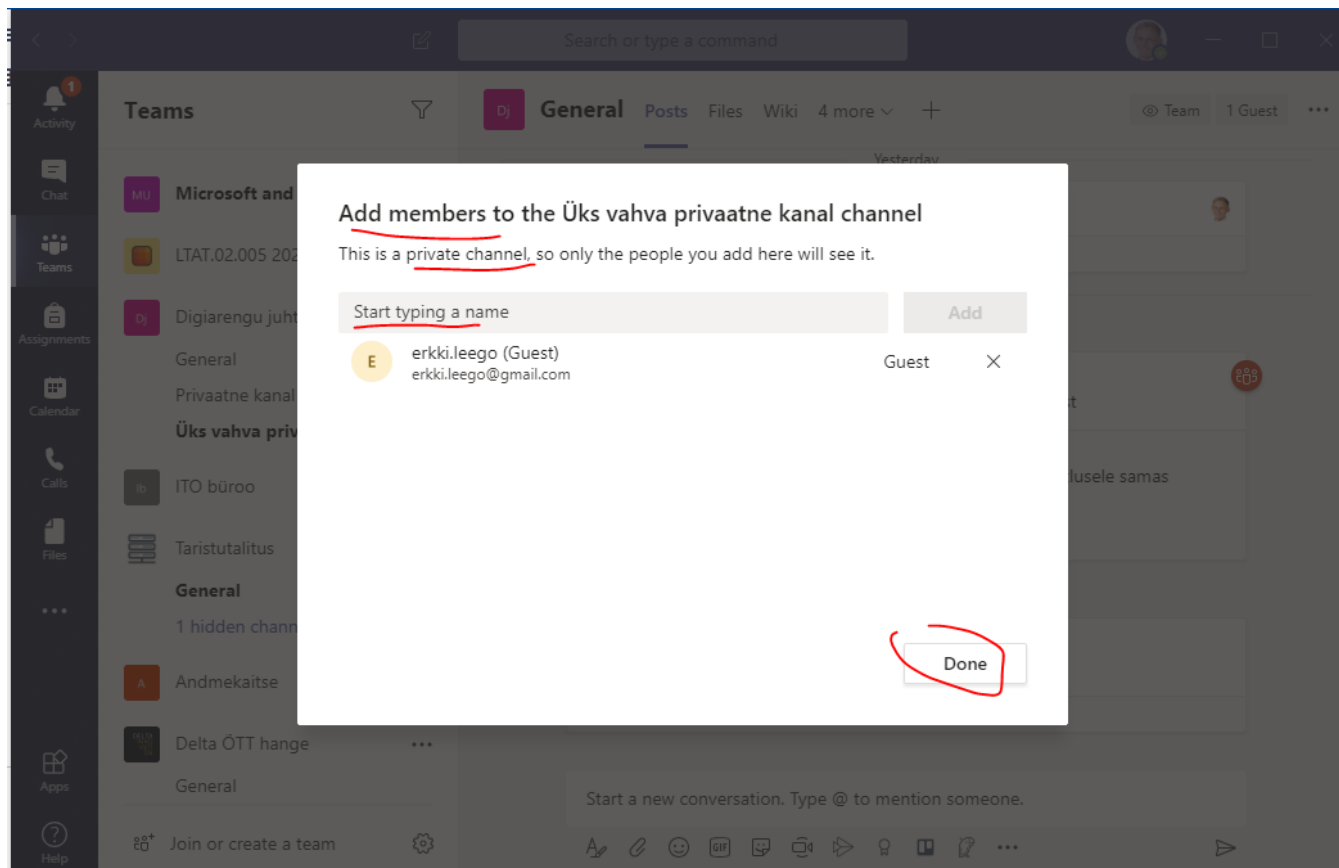 Search or type a command
1
Activity
Chat
Teams
Assignments
Calendar
Calls
Files
Apps
Help
Teams
MU Microsoft and
LTAT.02.005 202
Dj Digiarengu juht
General
Privaatne kanal
Üks vahva priv
ITO büroo
Taristutalitus
General
1 hidden chann
A Andmekaitse
Delta ÖTT hange
General
Join or create a team
Dj General Posts Files Wiki 4 more
Team 1 Guest
Yesterday
Add members to the Üks vahva privaatne kanal channel
This is a private channel, so only the people you add here will see it.
Start typing a name Add
E erkki.leego (Guest) Guest
erkki.leego@gmail.com
Done
samas
Start a new conversation. Type @ to mention someone.
GIF